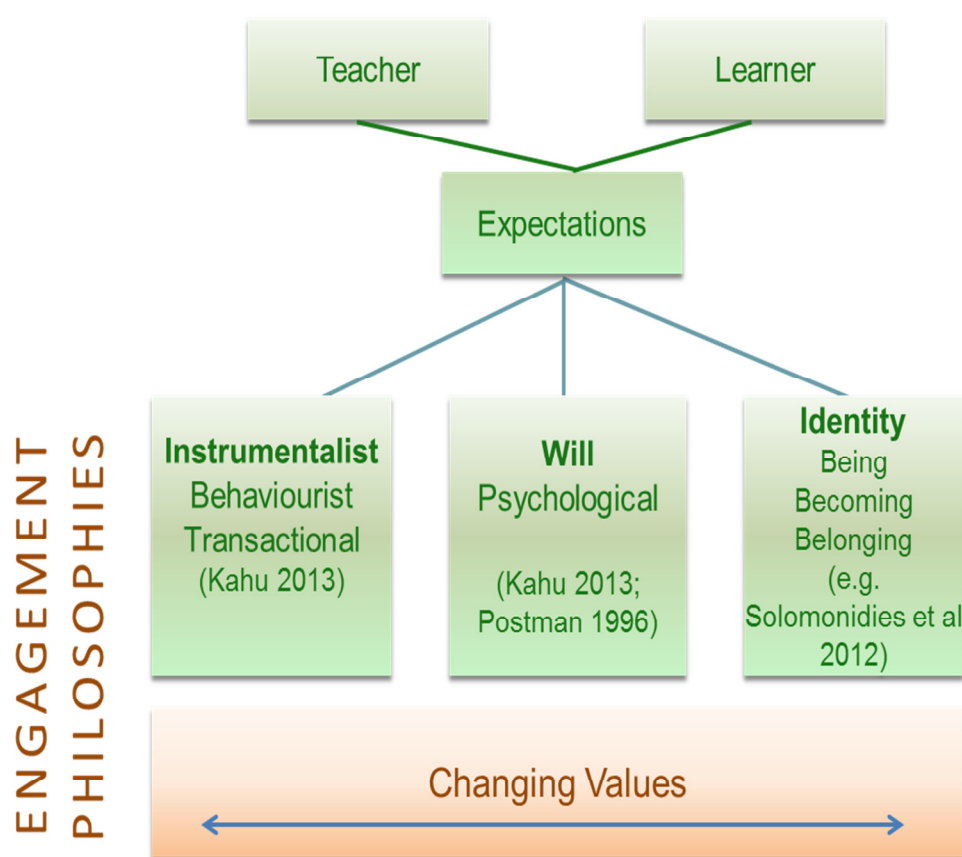 Teacher
Learner
Expectations
Instrumentalist
Behaviourist
Transactional
(Kahu 2013)
Will
Psychological
(Kahu 2013;
Postman 1996)
Identity
Being
Becoming
Belonging
(e.g.
Solomonidies et al
2012)
ENGAGEMENT
PHILOSOPHIES
Changing Values